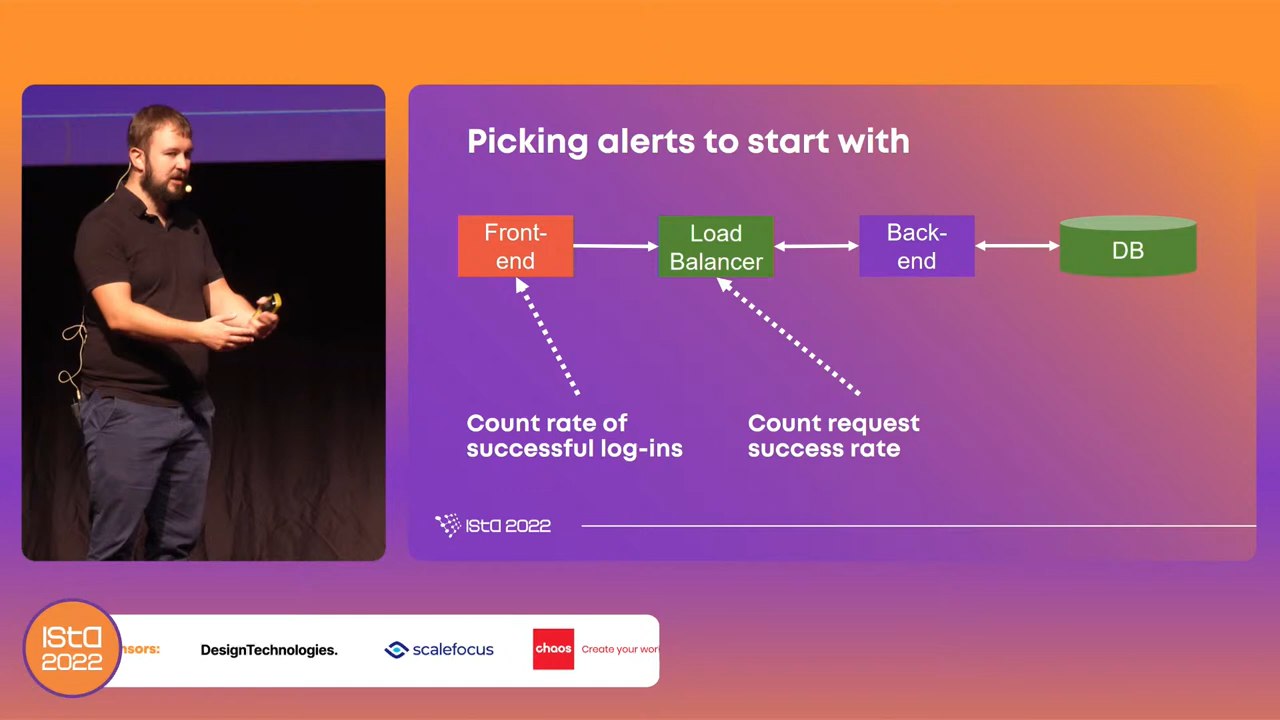 Picking alerts to start with
Front-
end
Load
Balancer
Back-
end
DB
Count rate of
successful log-ins
Count request
success rate
ISTA 2022
ISTA
2022
nsors:
DesignTechnologies.
scalefocus
chaos
Create your wor